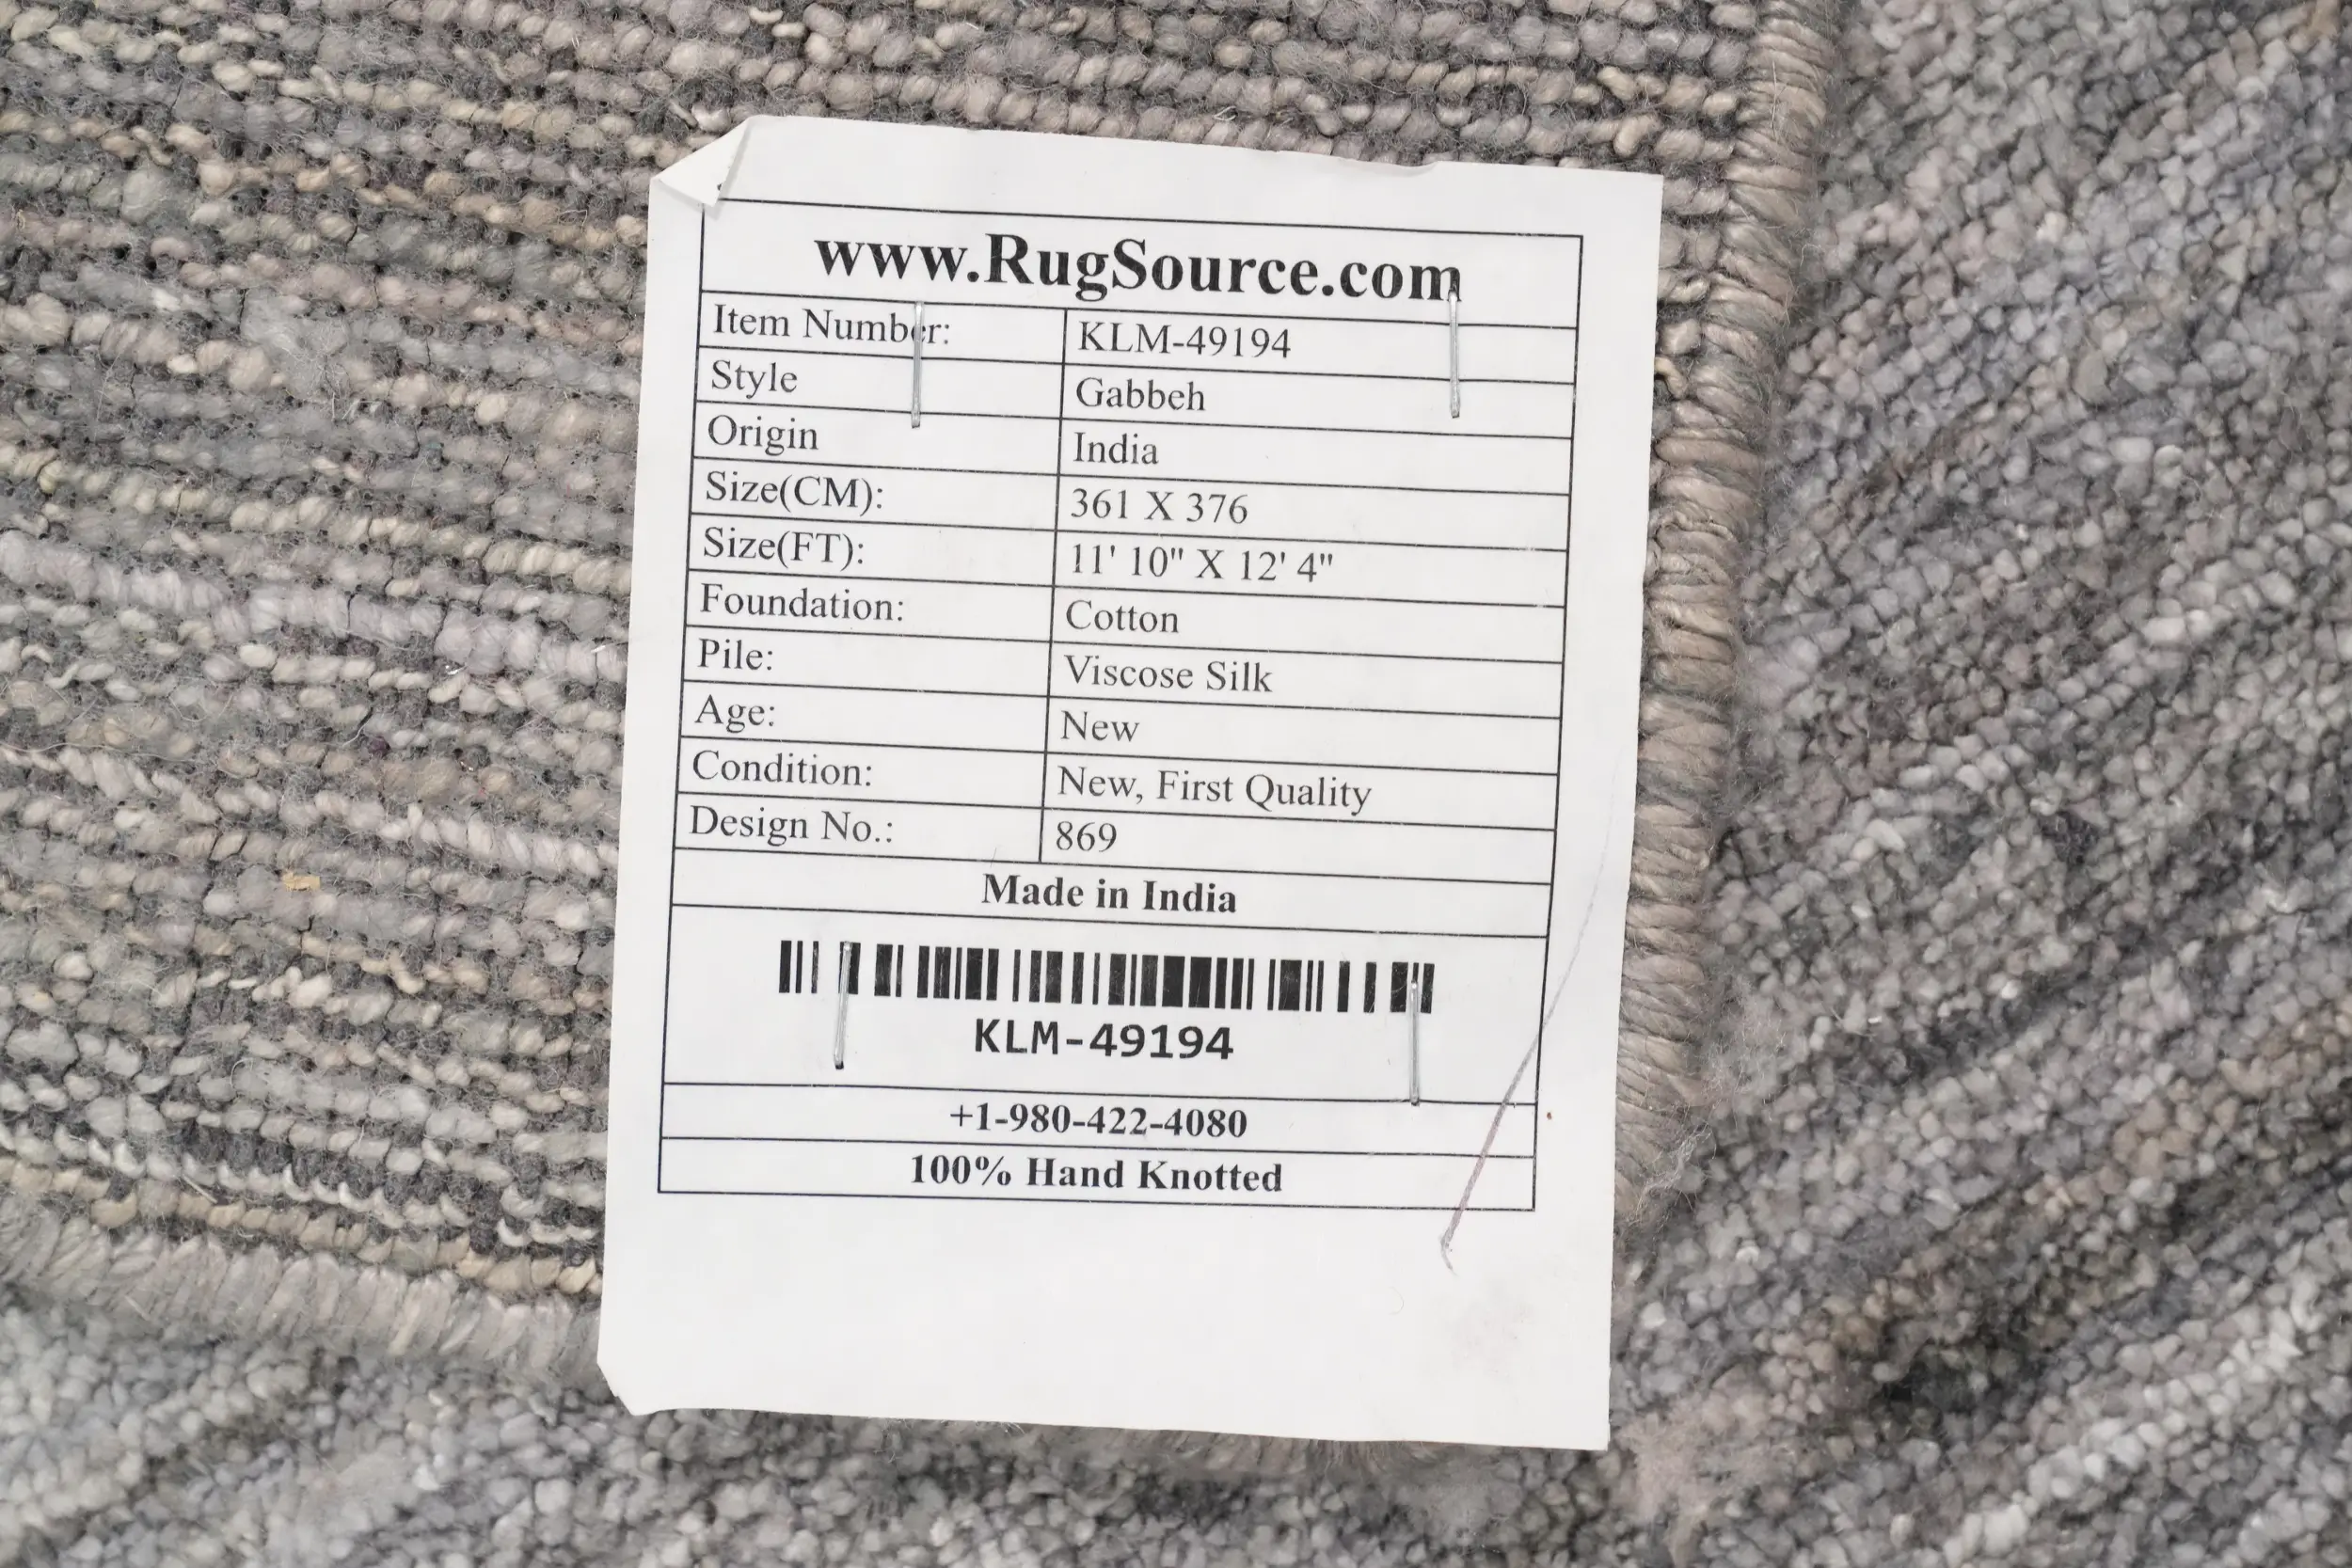 www.RugSource.com
Item Number: KLM-49194
Style Gabbeh
Origin India
Size(CM): 361 X 376
Size(FT): 11' 10" X 12' 4"
Foundation: Cotton
Pile: Viscose Silk
Age: New
Condition: New, First Quality
Design No.: 869
Made in India
KLM-49194
+1-980-422-4080
100% Hand Knotted